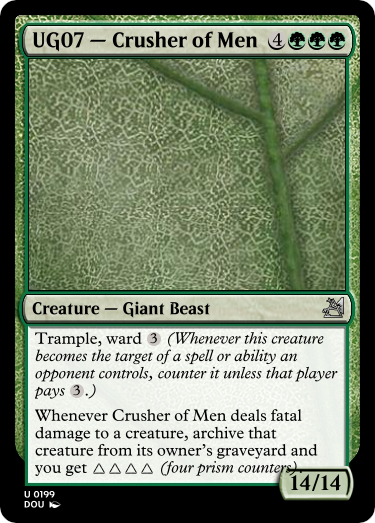 UG07 — Crusher of Men 4
Creature — Giant Beast
Trample, ward 3 (Whenever this creature
becomes the target of a spell or ability an
opponent controls, counter it unless that player
pays 3.)
Whenever Crusher of Men deals fatal
damage to a creature, archive that
creature from its owner's graveyard and
you get △△△△ (four prism counters).
14/14
U 0199
DOU